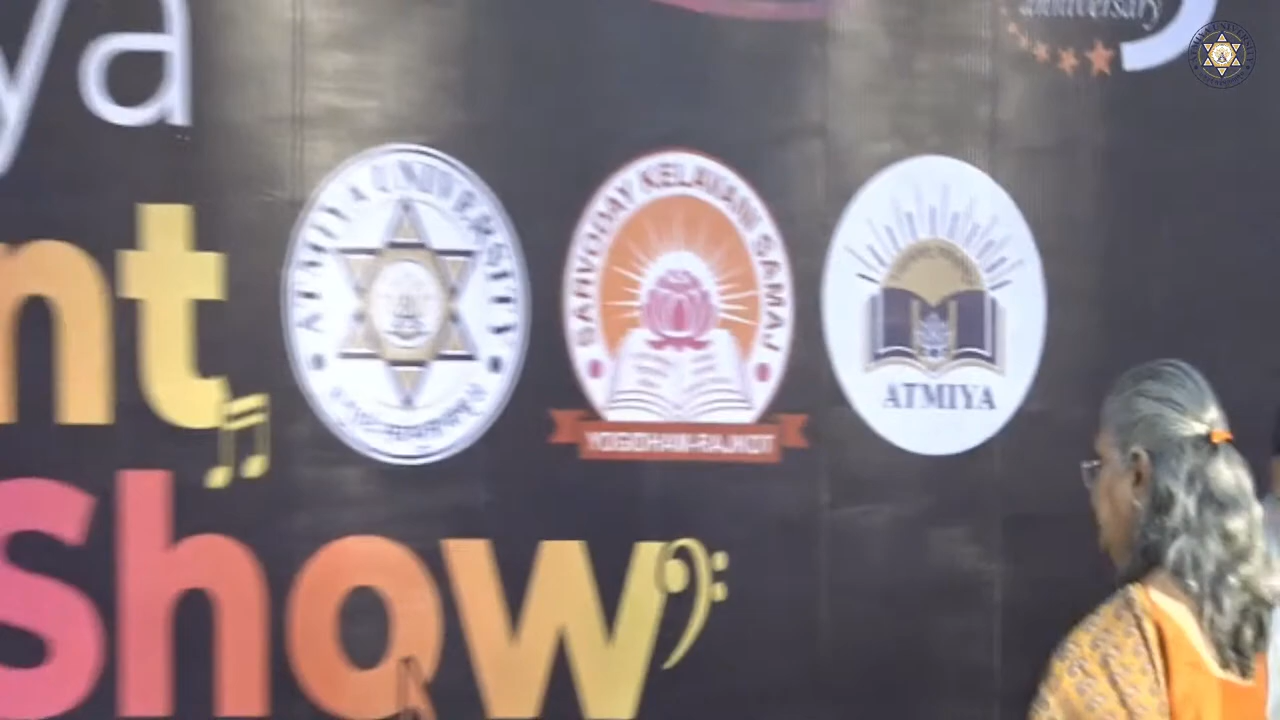 anniversary
ya
nt
Show
ATMIYA UNIVERSITY
SARVODAY KELAVANI SAMAJ
YOGIDHAM-RAJKOT
ATMIYA